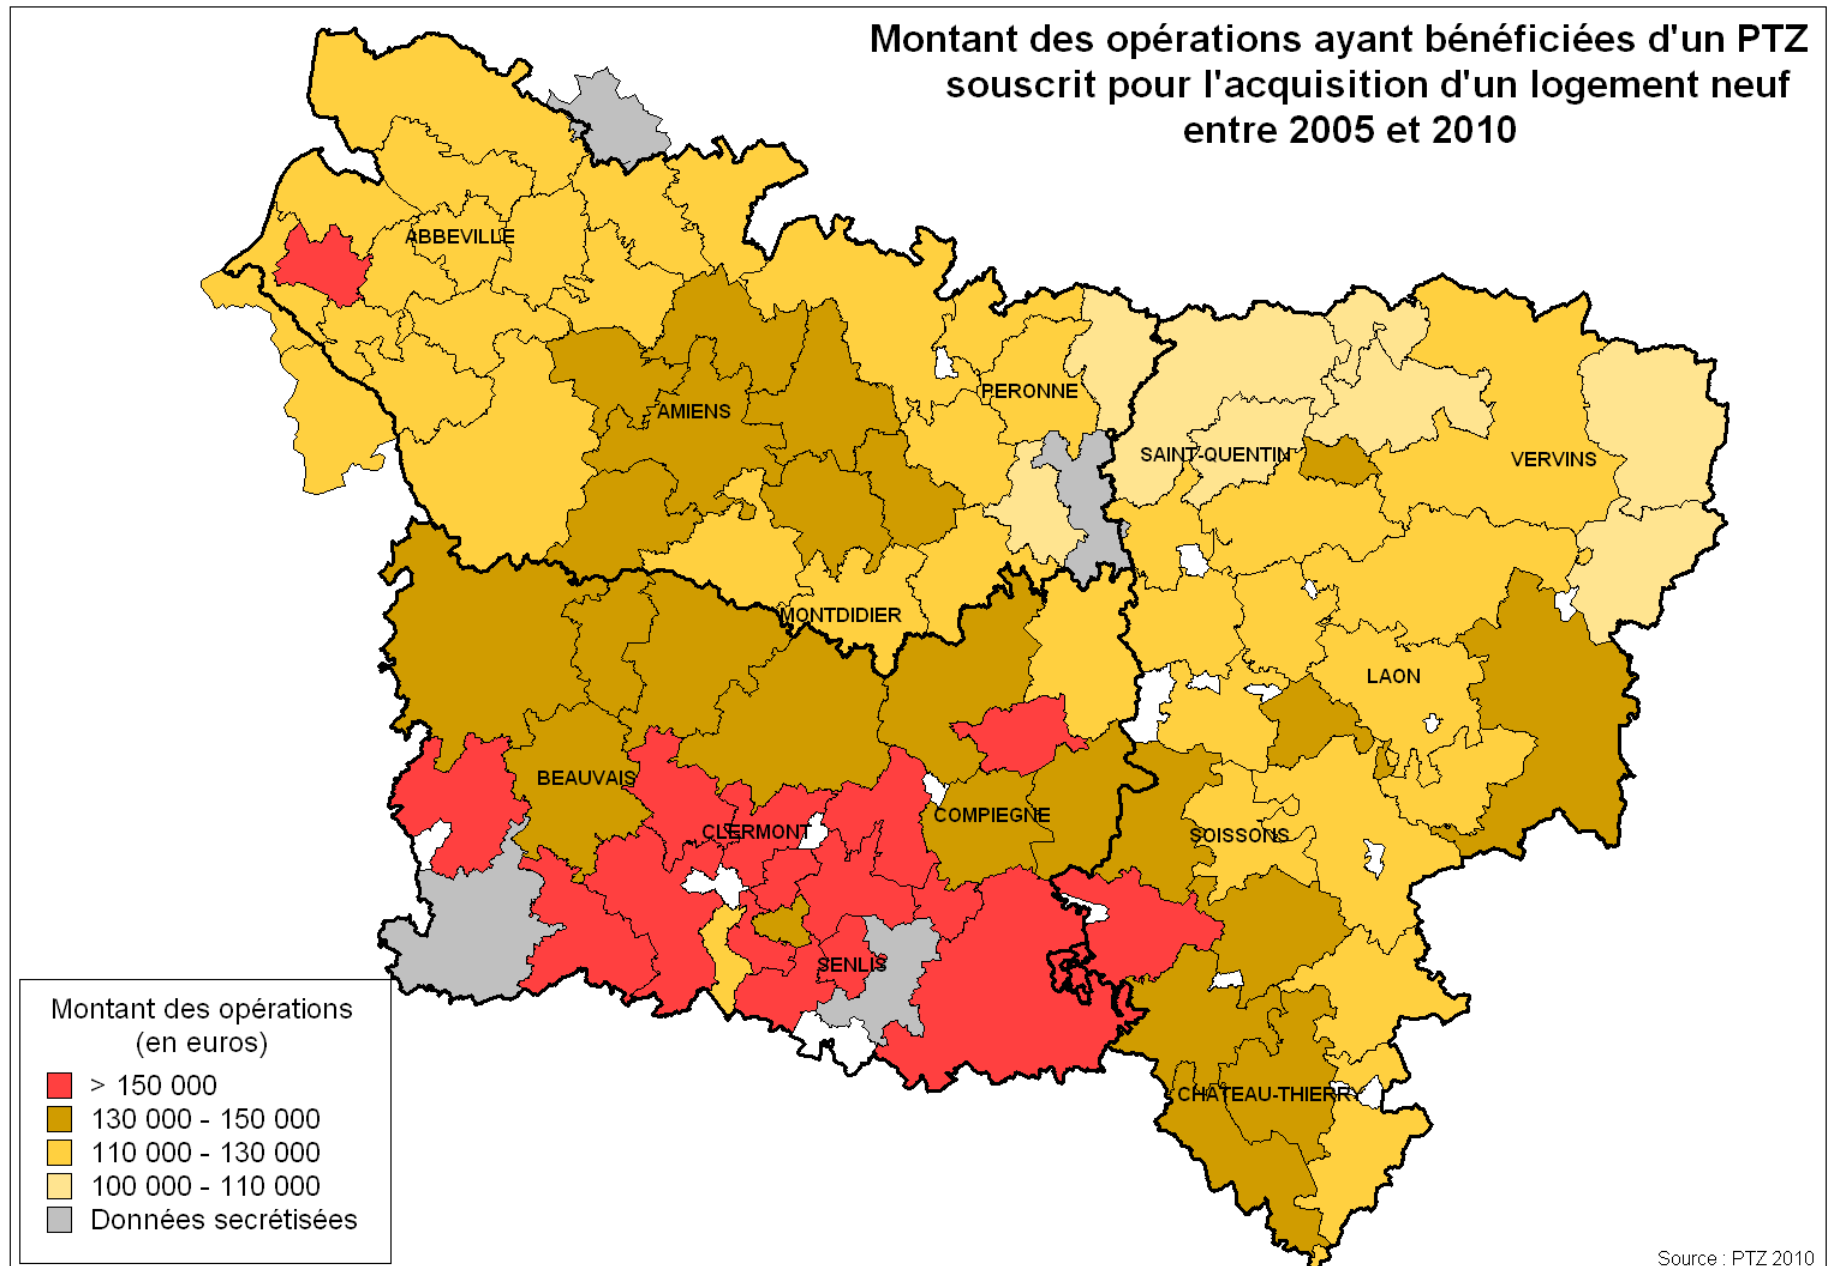 Montant des opérations ayant bénéficiées d'un PTZ
souscrit pour l'acquisition d'un logement neuf
entre 2005 et 2010
ABBEVILLE
AMIENS
PERONNE
SAINT-QUENTIN
VERVINS
MONTDIDIER
LAON
BEAUVAIS
CLERMONT
COMPIEGNE
SOISSONS
SENLIS
CHATEAU-THIERRY
Montant des opérations
(en euros)
> 150 000
130 000 - 150 000
110 000 - 130 000
100 000 - 110 000
Données secrétisées
Source : PTZ 2010